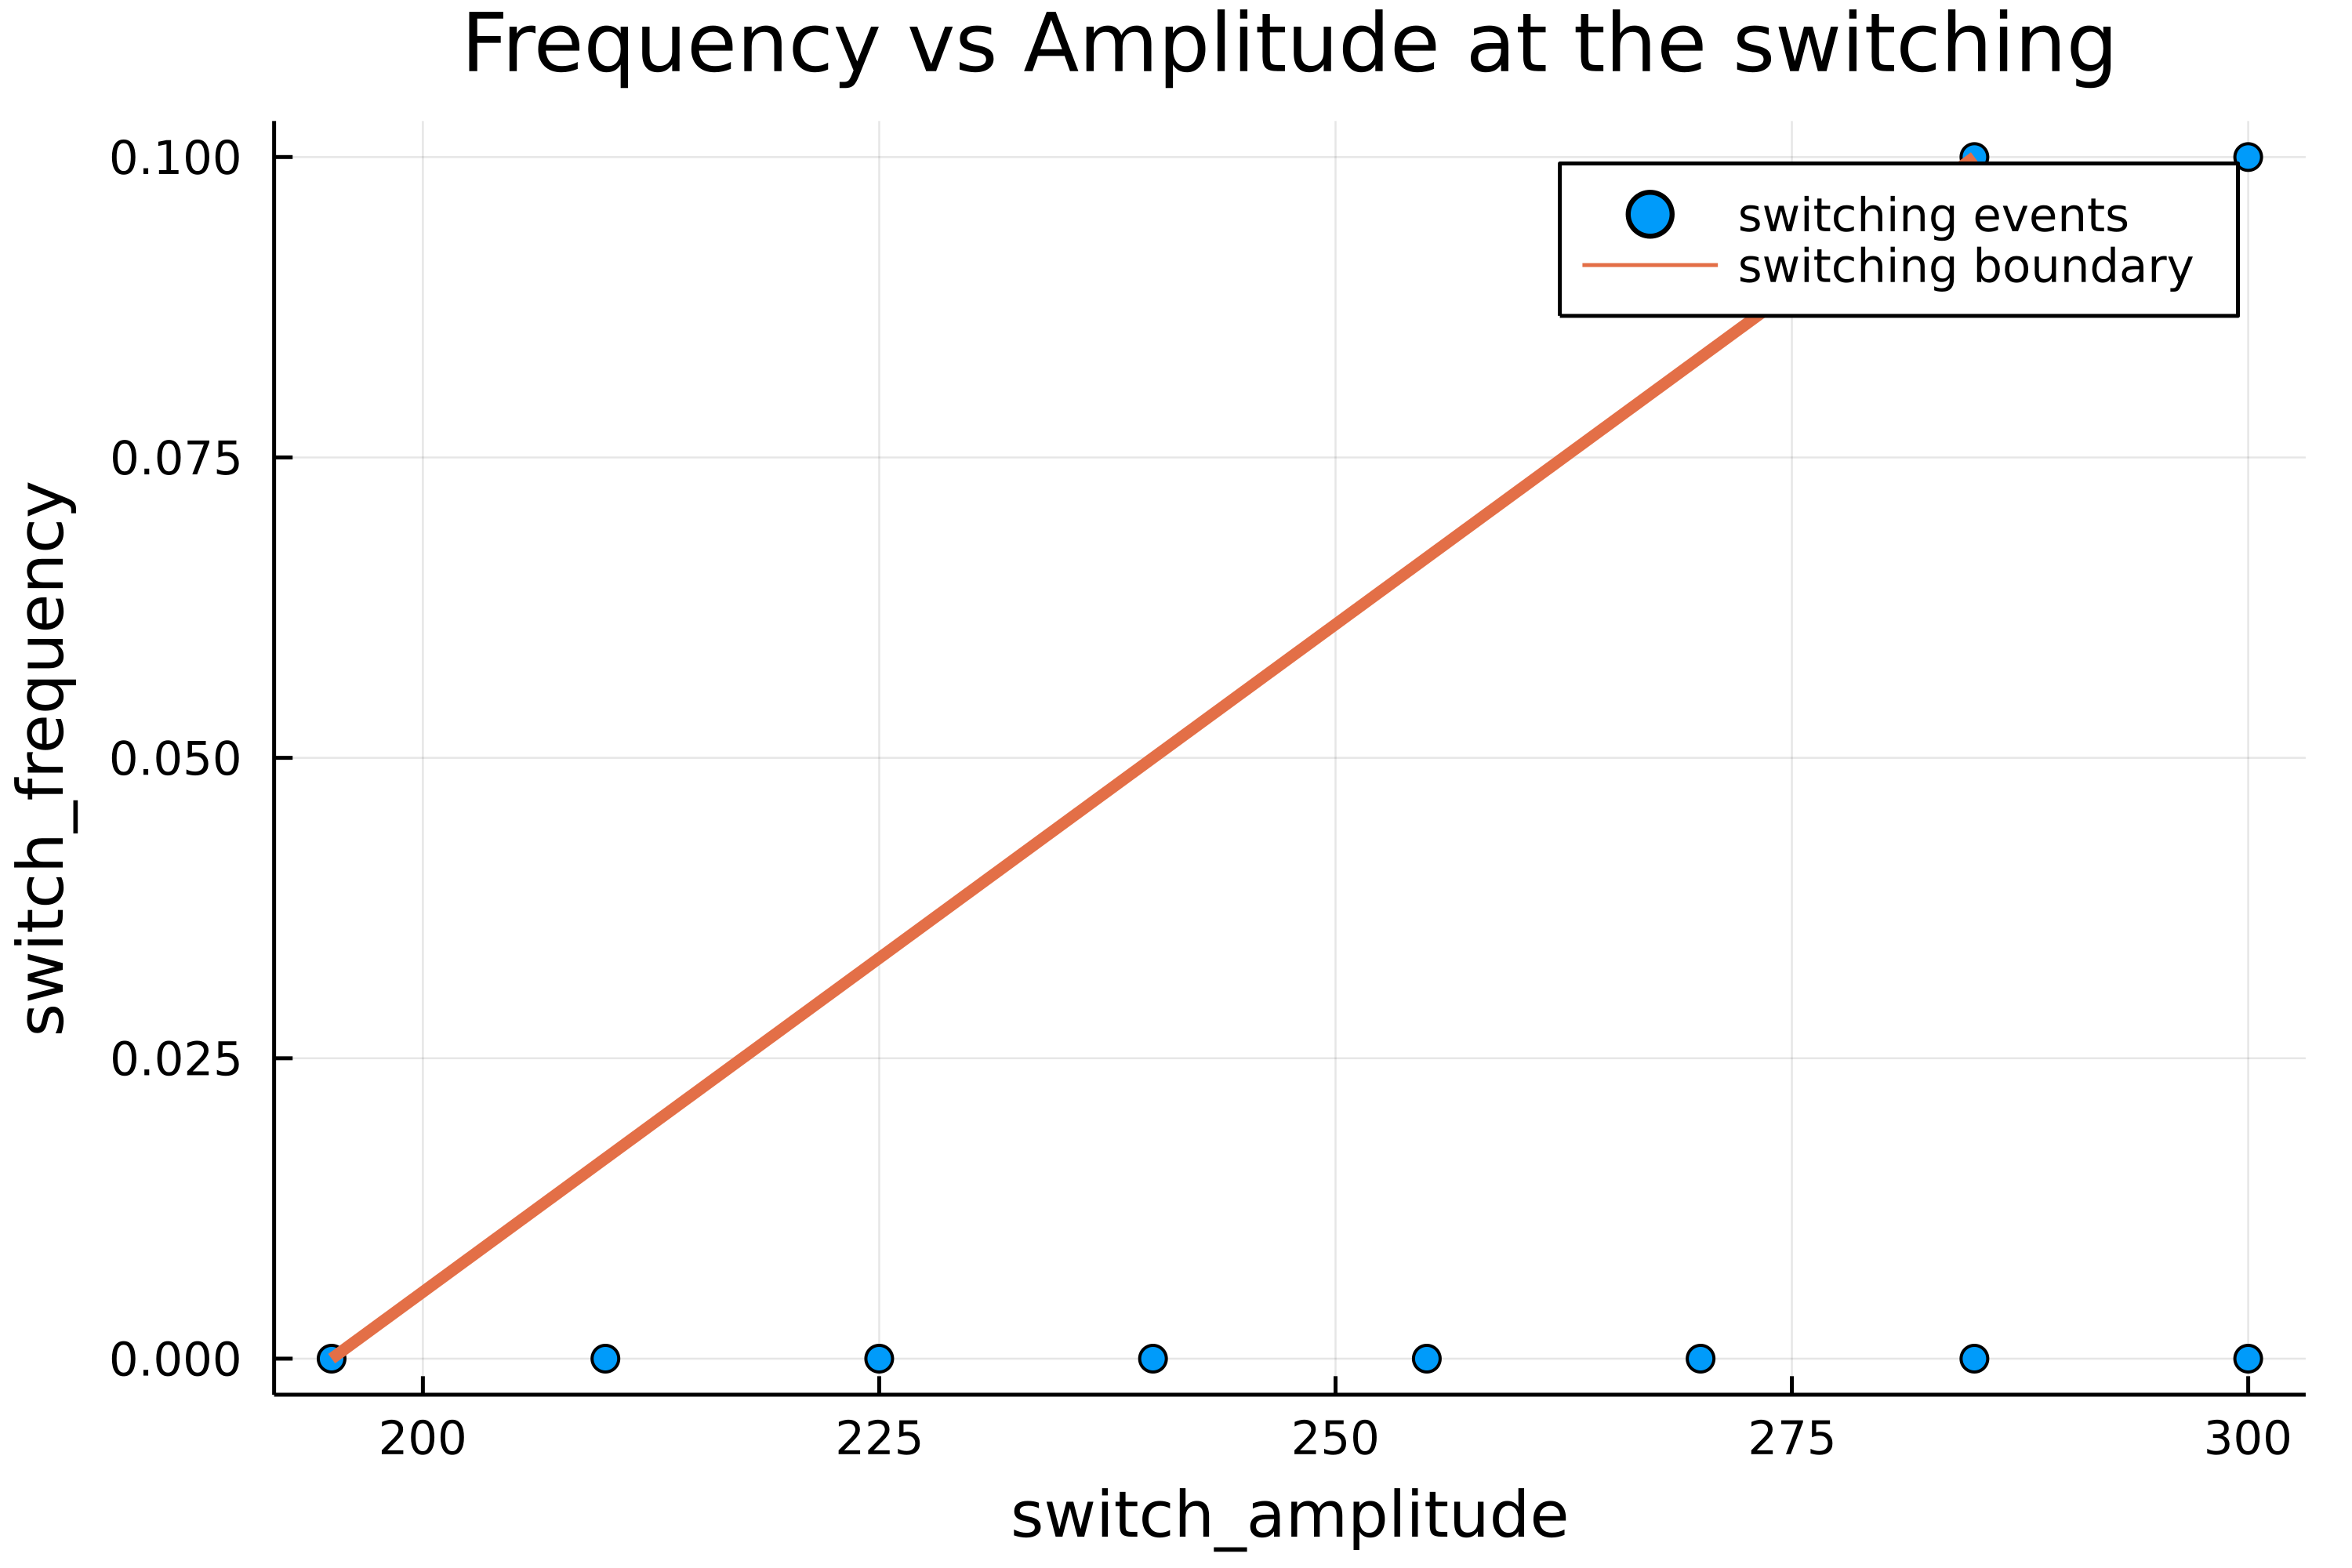 Frequency vs Amplitude at the switching
switching events
switching boundary
switch_frequency
0.100
0.075
0.050
0.025
0.000
200 225 250 275 300
switch_amplitude